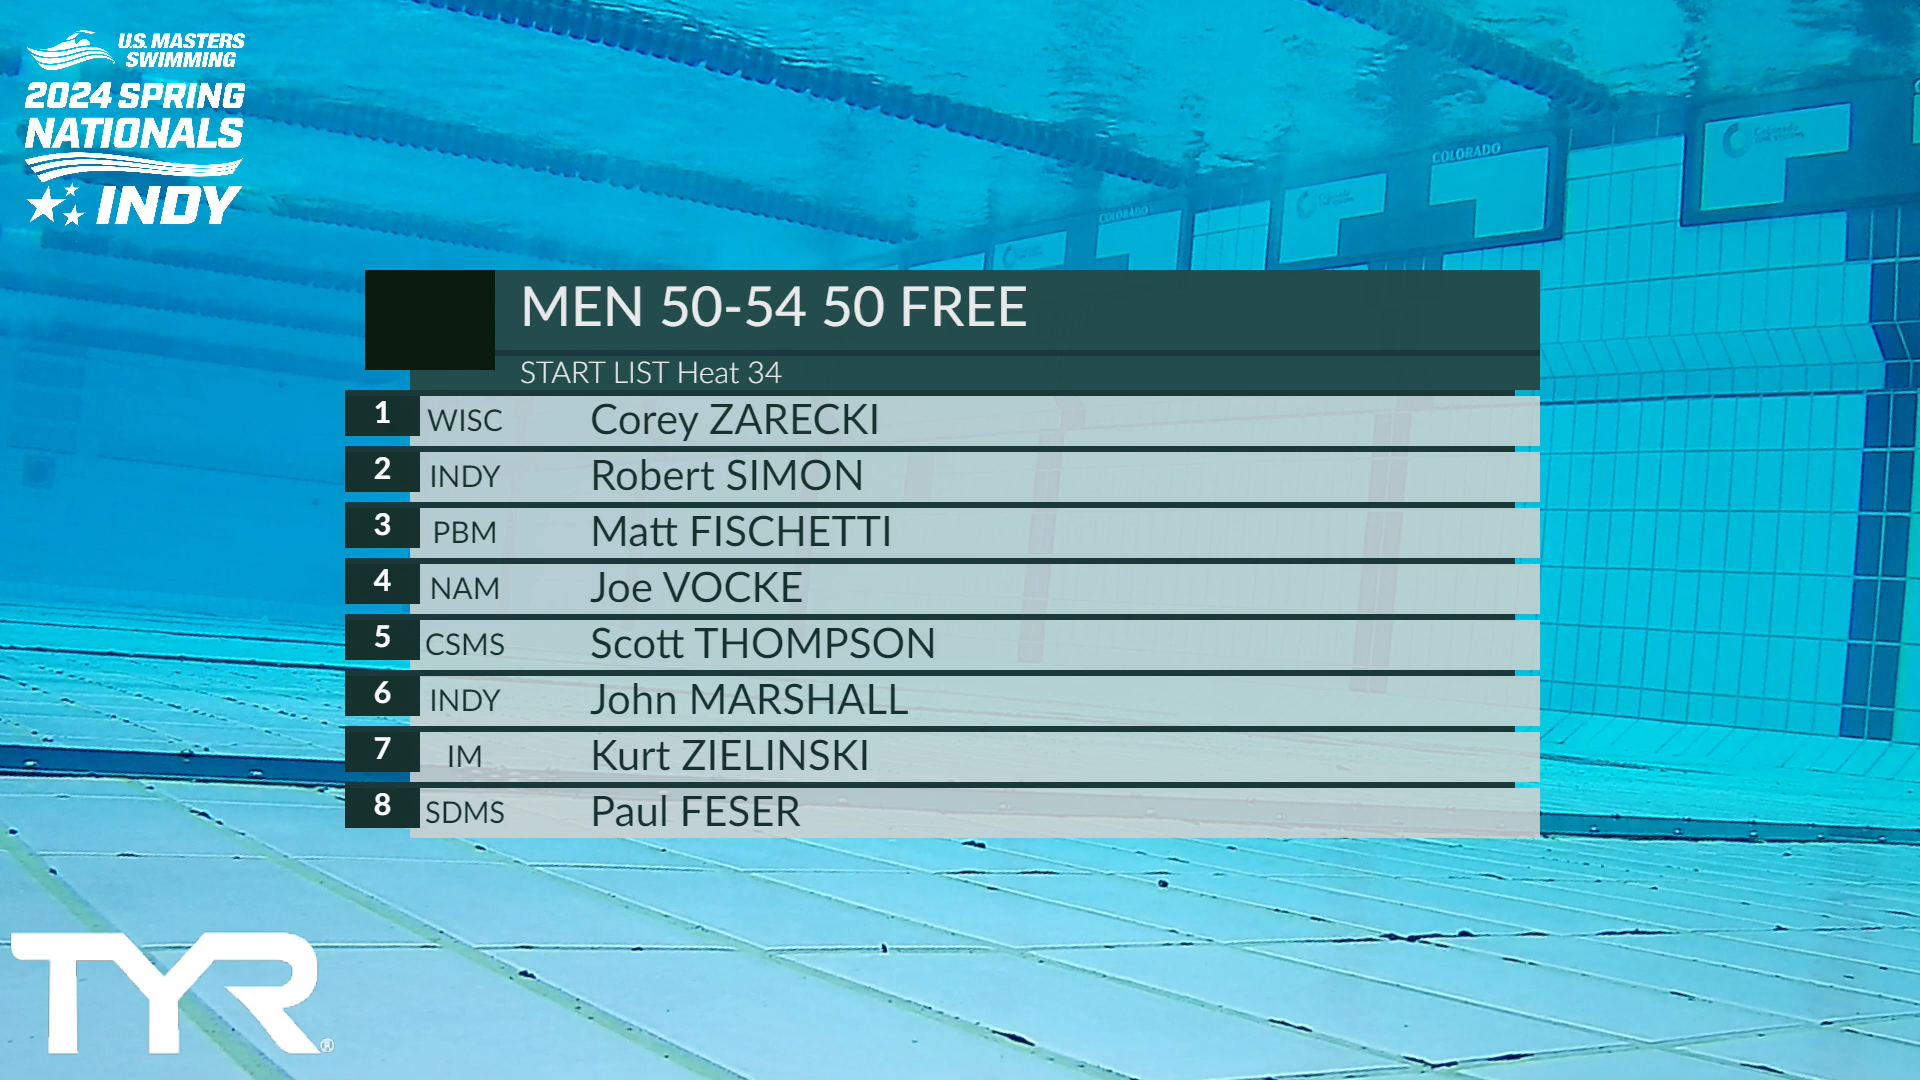 U.S. MASTERS
SWIMMING
2024 SPRING
NATIONALS
INDY
COLORADO
Colorado
COLORADO
MEN 50-54 50 FREE
START LIST Heat 34
1 WISC Corey ZARECKI
2 INDY Robert SIMON
3 PBM Matt FISCHETTI
4 NAM Joe VOCKE
5 CSMS Scott THOMPSON
6 INDY John MARSHALL
7 IM Kurt ZIELINSKI
8 SDMS Paul FESER
TYR®